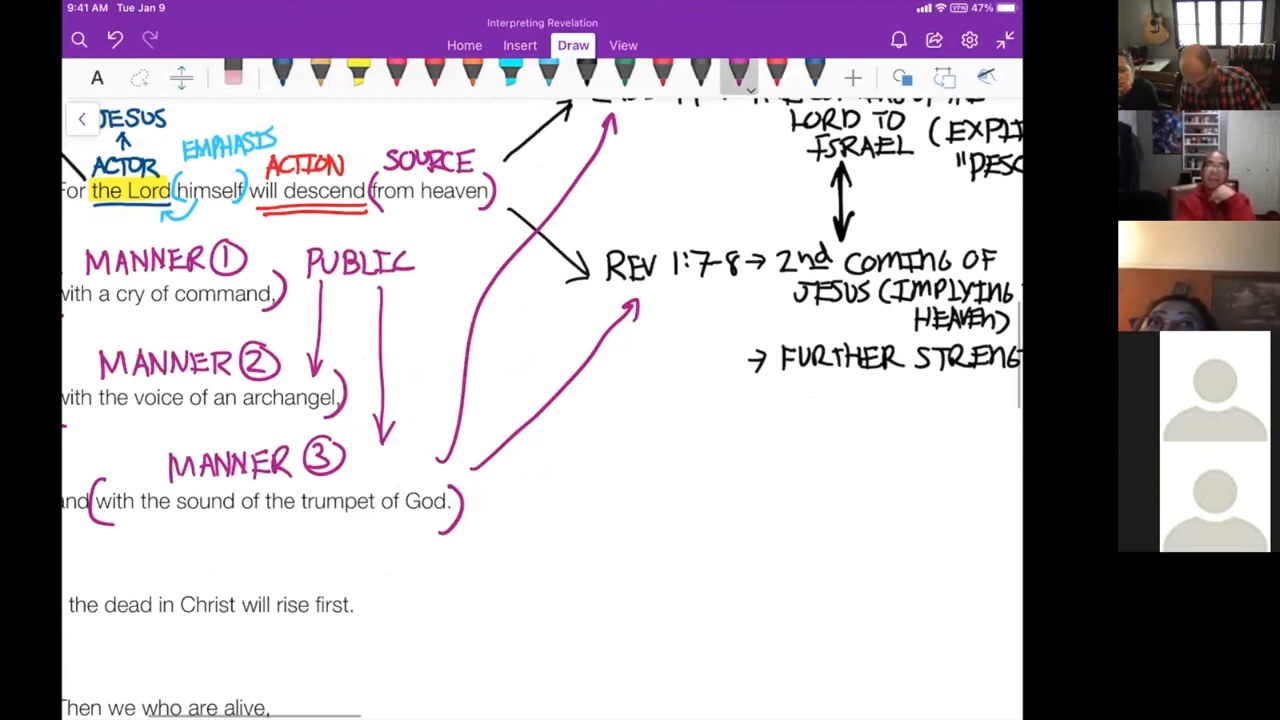 9:41 AM Tue Jan 9
VPN 47%
Interpreting Revelation
Home Insert Draw View
A
LORD TO
ISRAEL (EXPLI
"DESC
JESUS
ACTOR EMPHASIS ACTION SOURCE
For the Lord himself will descend from heaven
MANNER 1 PUBLIC
with a cry of command,
REV 1:7-8 → 2nd COMING OF
JESUS (IMPLYING
HEAVEN)
→ FURTHER STRENG
MANNER 2
with the voice of an archangel,
MANNER 3
and with the sound of the trumpet of God.
the dead in Christ will rise first.
Then we who are alive,